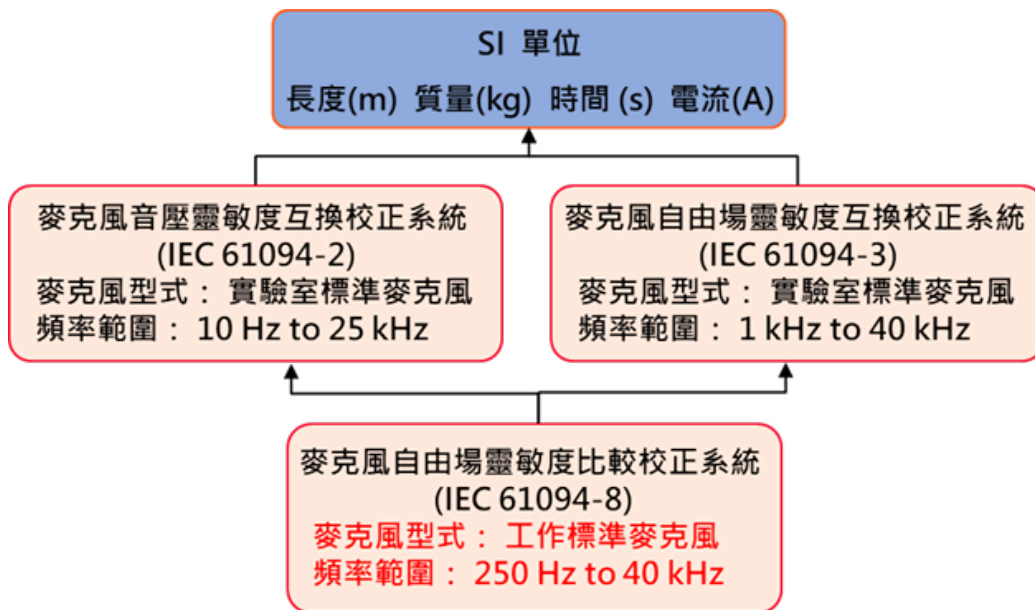 SI 單位
長度(m) 質量(kg) 時間 (s) 電流(A)
麥克風音壓靈敏度互換校正系統
(IEC 61094-2)
麥克風型式： 實驗室標準麥克風
頻率範圍： 10 Hz to 25 kHz
麥克風自由場靈敏度互換校正系統
(IEC 61094-3)
麥克風型式： 實驗室標準麥克風
頻率範圍： 1 kHz to 40 kHz
麥克風自由場靈敏度比較校正系統
(IEC 61094-8)
麥克風型式： 工作標準麥克風
頻率範圍： 250 Hz to 40 kHz